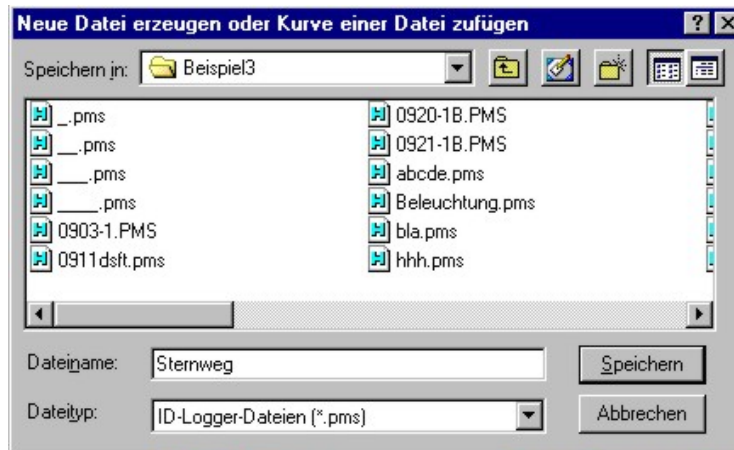 Neue Datei erzeugen oder Kurve einer Datei zufügen
Speichern in: Beispiel3
_.pms
__.pms
___.pms
____.pms
0903-1.PMS
0911dsft.pms
0920-1B.PMS
0921-1B.PMS
abcde.pms
Beleuchtung.pms
bla.pms
hhh.pms
Dateiname: Sternweg Speichern
Dateityp: ID-Logger-Dateien (*.pms) Abbrechen